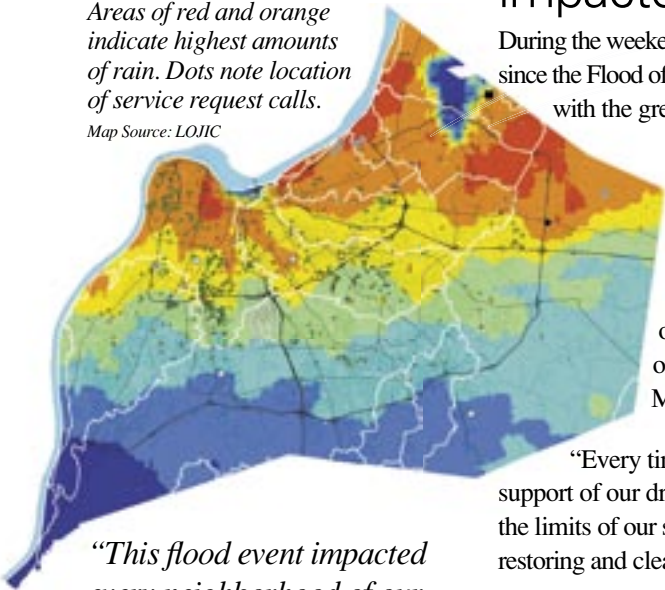 Areas of red and orange
indicate highest amounts
of rain. Dots note location
of service request calls.
Map Source: LOJIC
During the weeke
since the Flood of
with the gre
“Every tin
support of our dr
the limits of our s
restoring and clea
“This flood event impacted